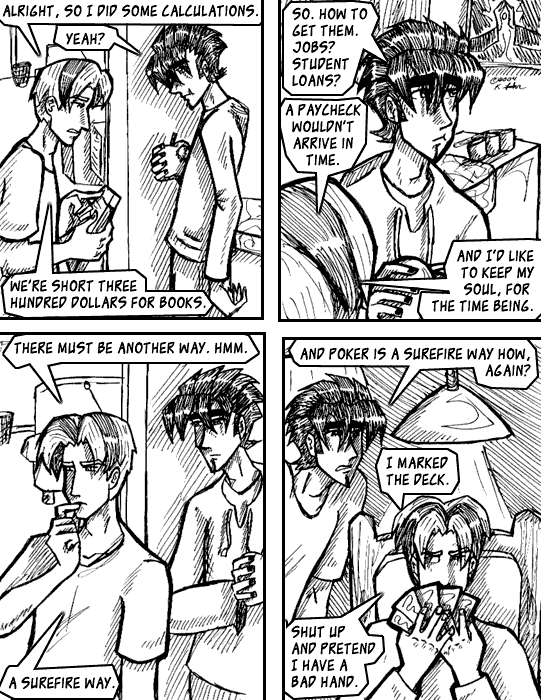 ALRIGHT, SO I DID SOME CALCULATIONS.
YEAH?
WE'RE SHORT THREE
HUNDRED DOLLARS FOR BOOKS.
SO. HOW TO
GET THEM.
JOBS?
STUDENT
LOANS?
A PAYCHECK
WOULDN'T
ARRIVE IN
TIME.
AND I'D LIKE
TO KEEP MY
SOUL, FOR
THE TIME BEING.
THERE MUST BE ANOTHER WAY. HMM.
A SUREFIRE WAY.
AND POKER IS A SUREFIRE WAY HOW,
AGAIN?
I MARKED
THE DECK.
SHUT UP
AND PRETEND
I HAVE A
BAD HAND.